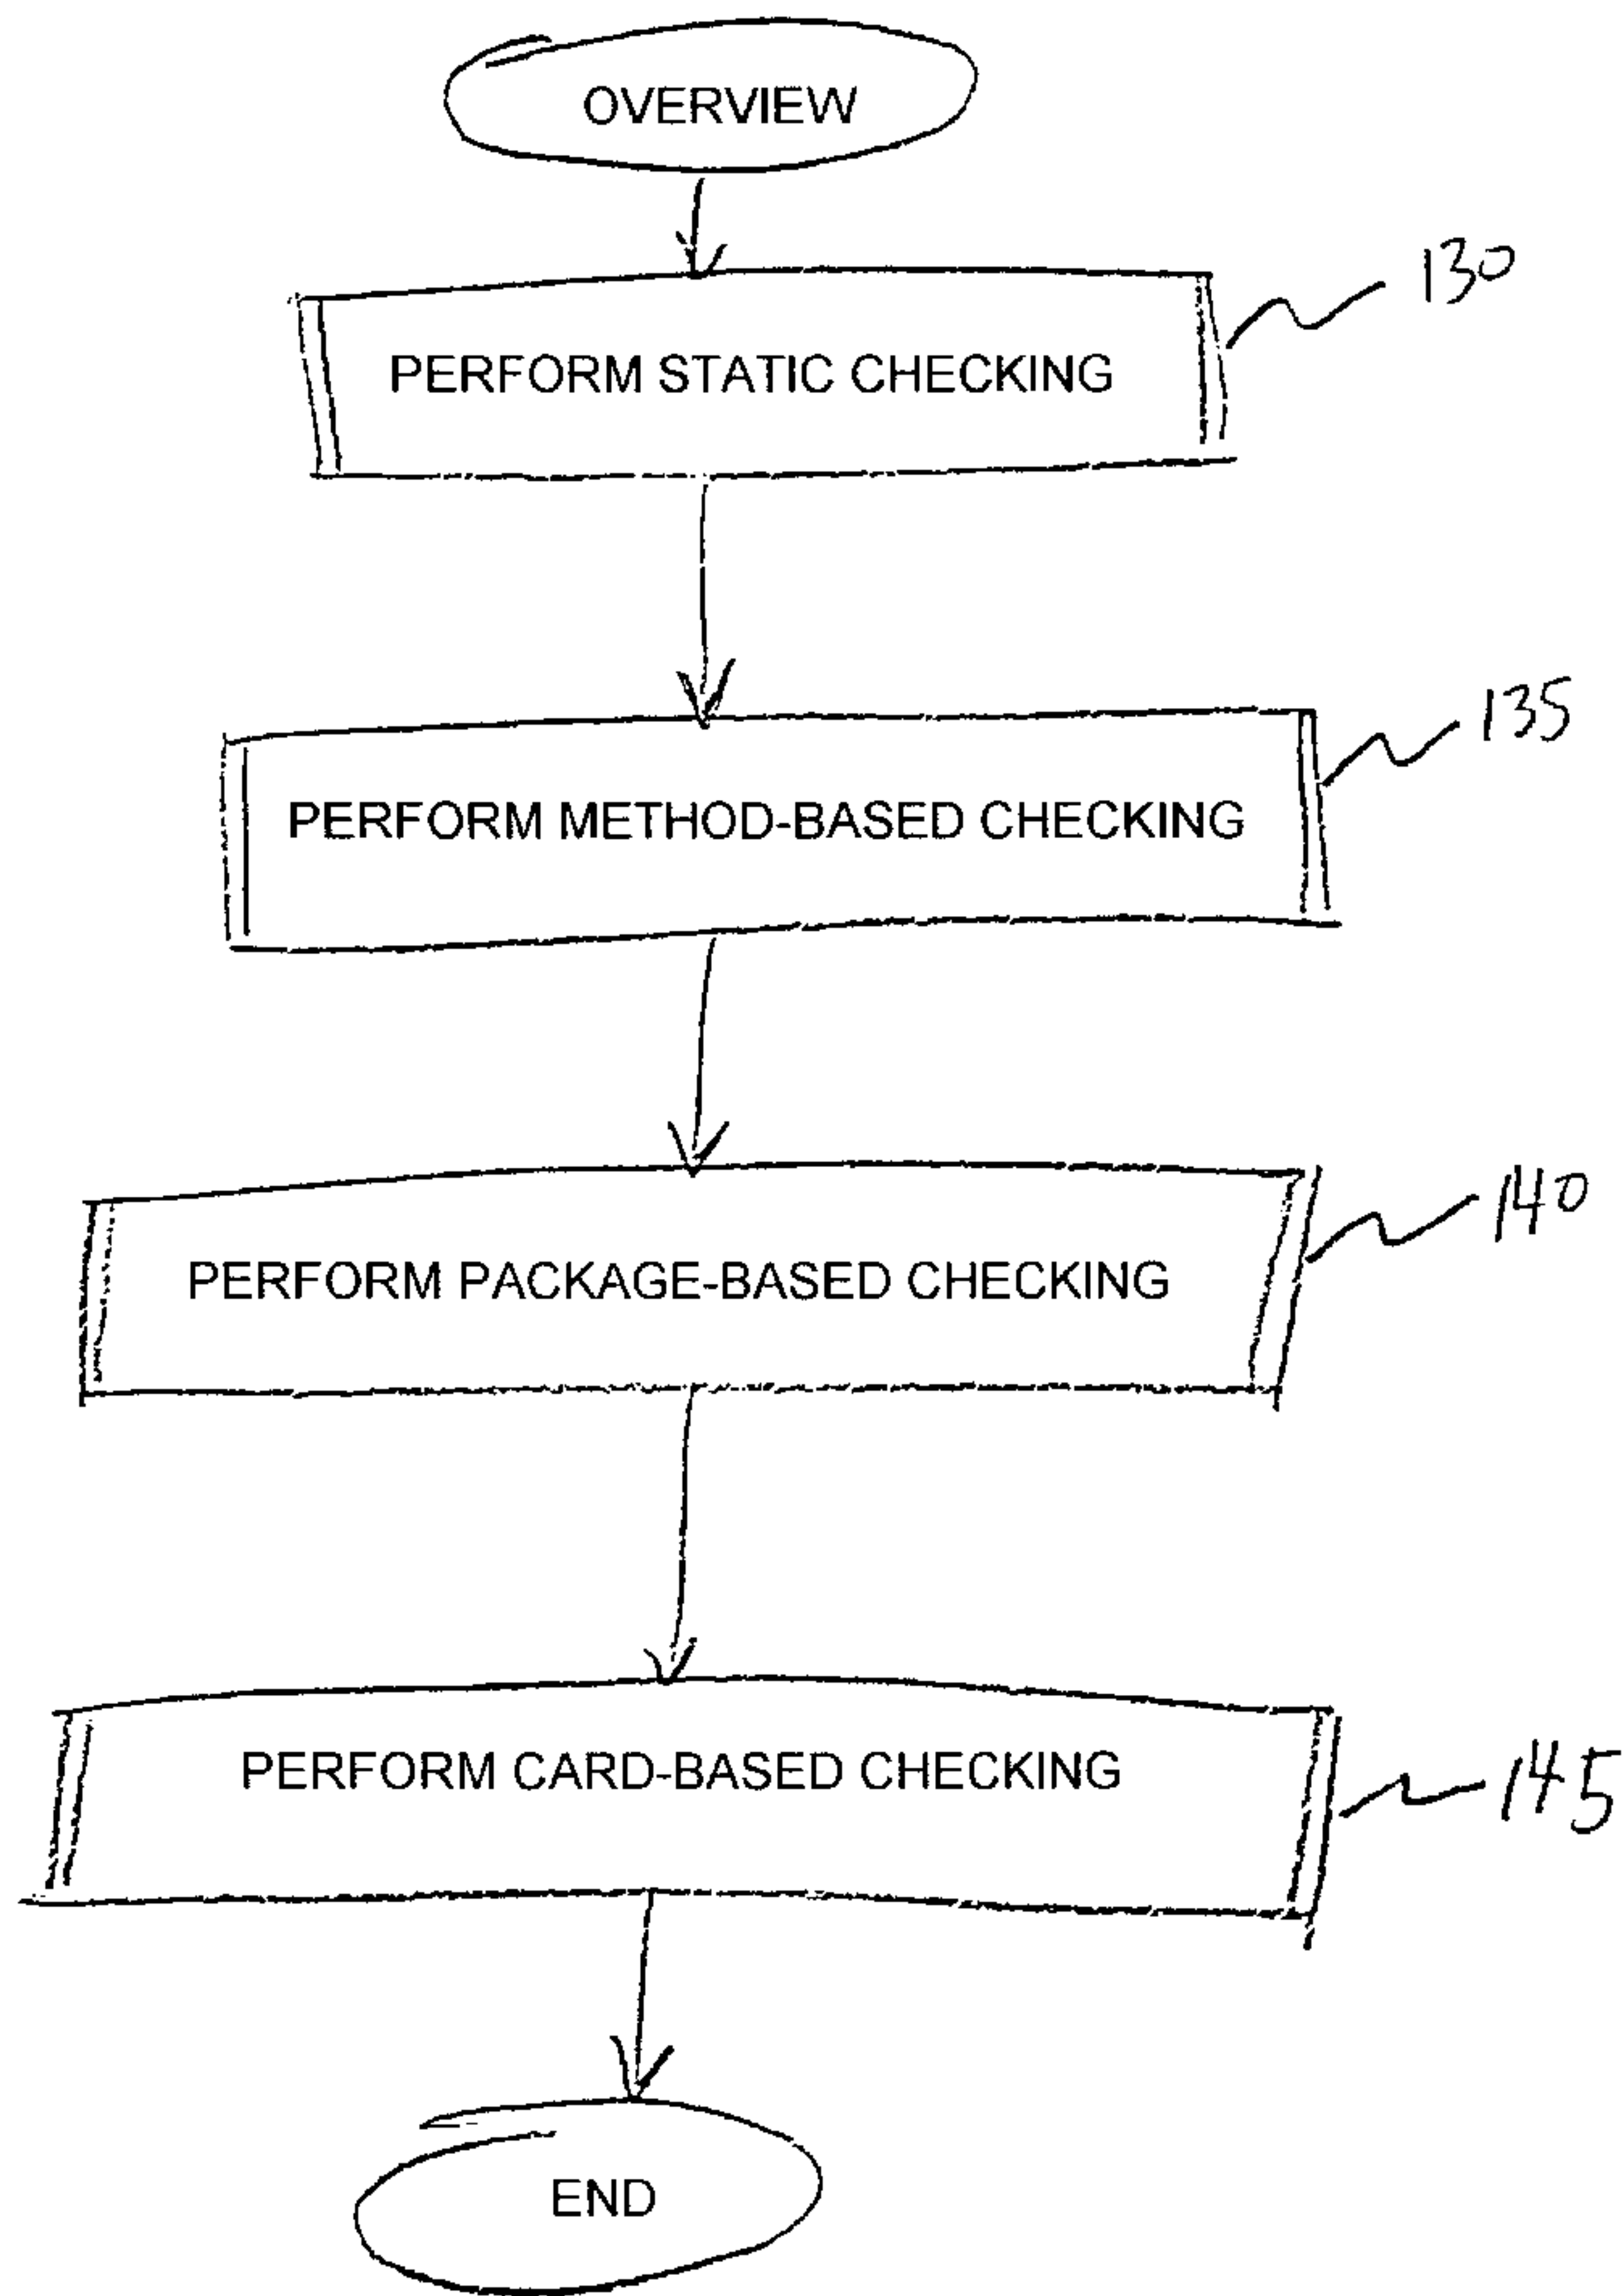 OVERVIEW
130
PERFORM STATIC CHECKING
135
PERFORM METHOD-BASED CHECKING
140
PERFORM PACKAGE-BASED CHECKING
PERFORM CARD-BASED CHECKING
145
END